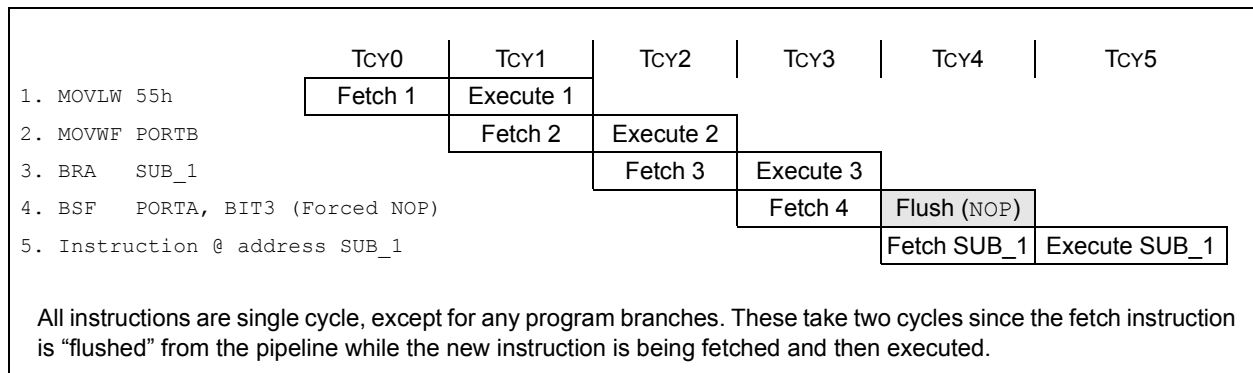 TCY0 TCY1 TCY2 TCY3 TCY4 TCY5
1. MOVLW 55h Fetch 1 Execute 1
2. MOVWF PORTB Fetch 2 Execute 2
3. BRA SUB_1 Fetch 3 Execute 3
4. BSF PORTA, BIT3 (Forced NOP) Fetch 4 Flush (NOP)
5. Instruction @ address SUB_1 Fetch SUB_1 Execute SUB_1
All instructions are single cycle, except for any program branches. These take two cycles since the fetch instruction
is “flushed” from the pipeline while the new instruction is being fetched and then executed.